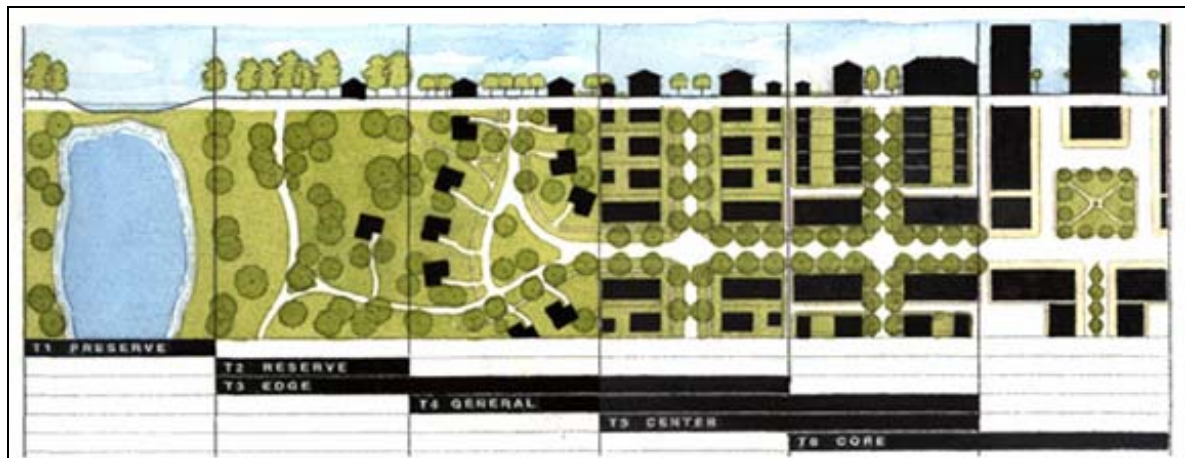 T1 PRESERVE
T2 RESERVE
T3 EDGE
T4 GENERAL
T5 CENTER
T6 CORE